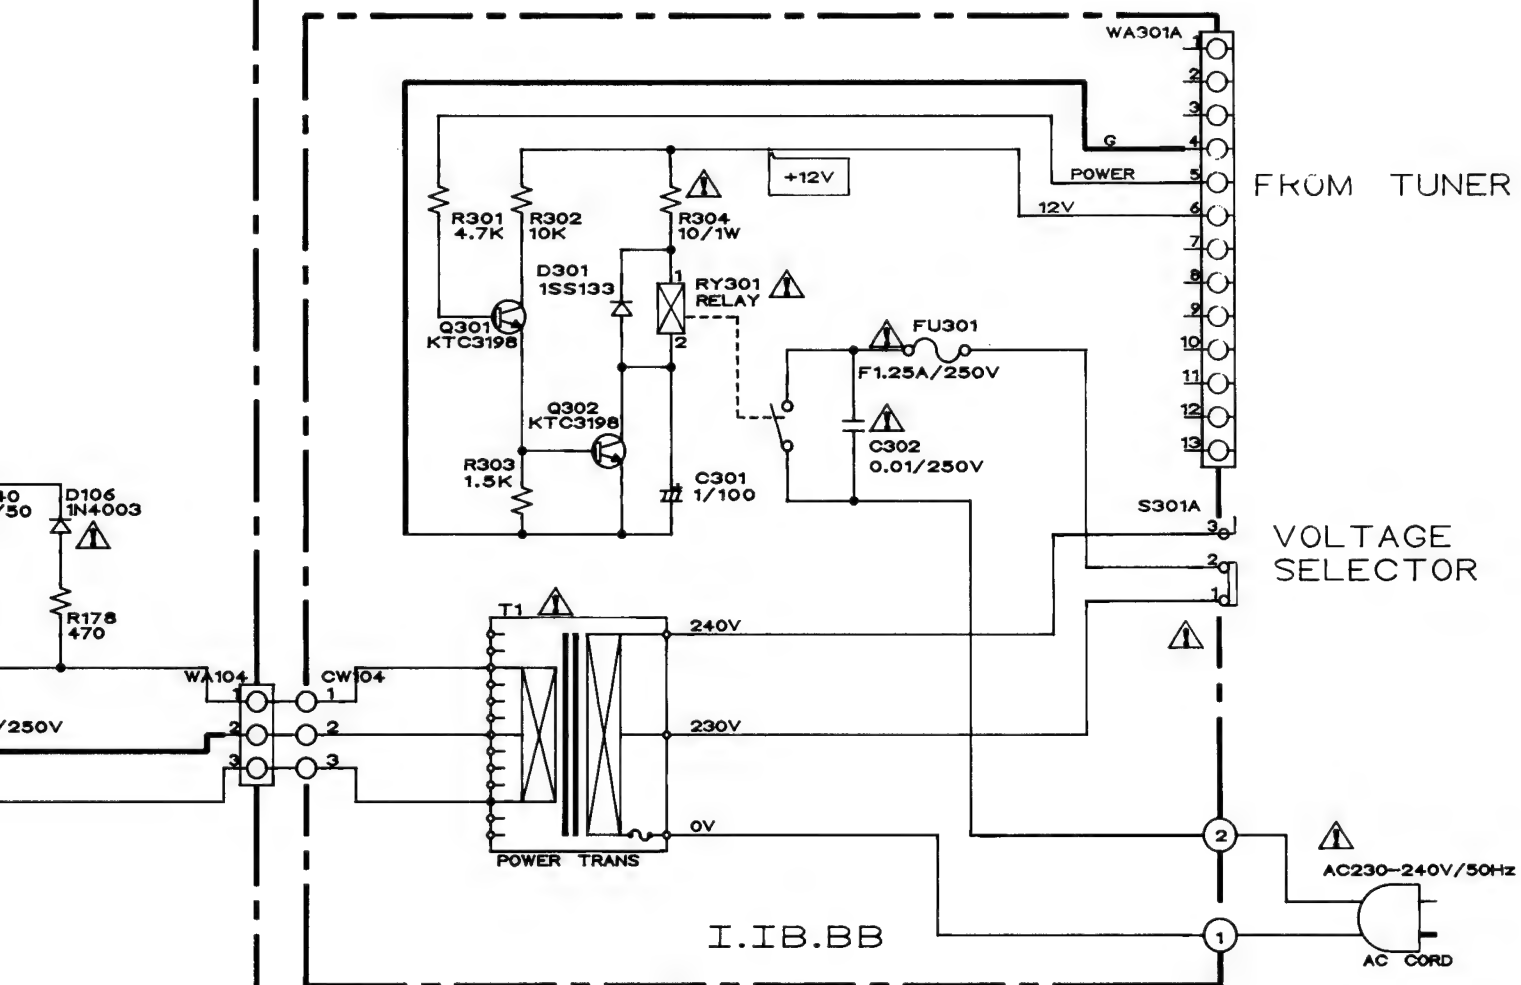 WA301A
1
2
3
G
4
POWER
5
FROM TUNER
12V
6
7
8
9
10
11
12
13
+12V
R301
4.7K
R302
10K
R304
10/1W
D301
1SS133
1
RY301
RELAY
2
Q301
KTC3198
FU301
F1.25A/250V
Q302
KTC3198
C302
0.01/250V
R303
1.5K
C301
1/100
S301A
3
2
1
VOLTAGE
SELECTOR
/50
D106
1N4003
R178
470
T1
240V
230V
0V
POWER TRANS
WA104
CW104
1
1
2
2
3
3
/250V
2
AC230-240V/50Hz
1
AC CORD
I.IB.BB